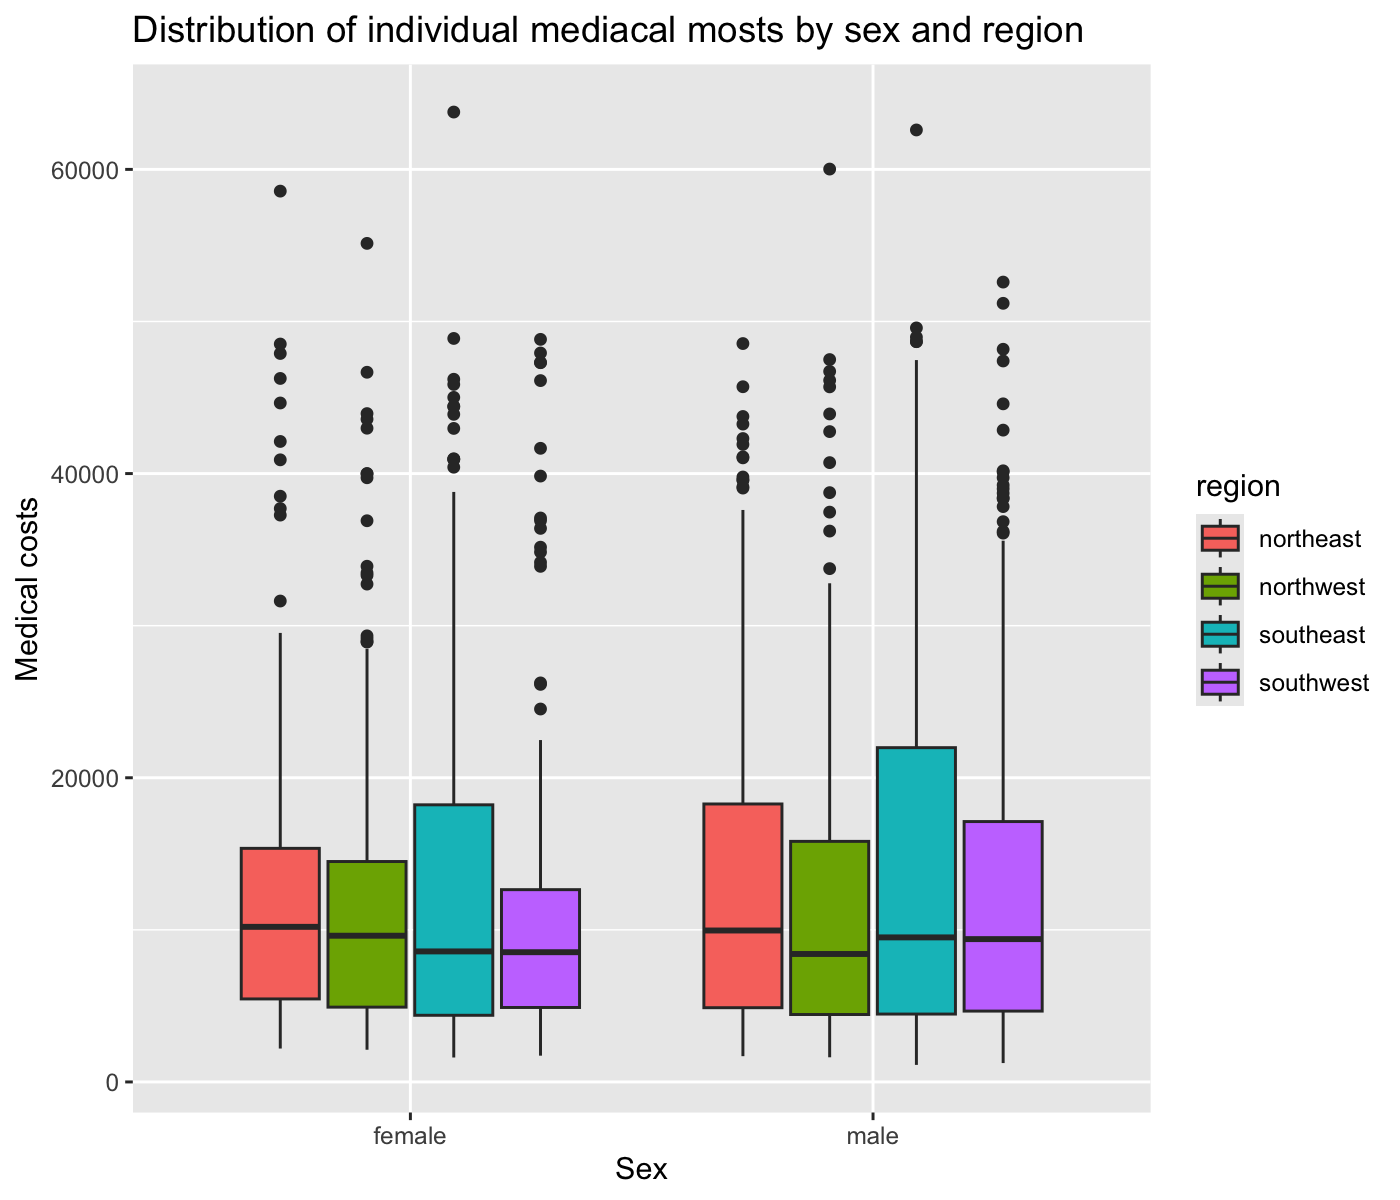 Distribution of individual mediacal mosts by sex and region
60000
40000
20000
0
Medical costs
female
male
Sex
region
northeast
northwest
southeast
southwest